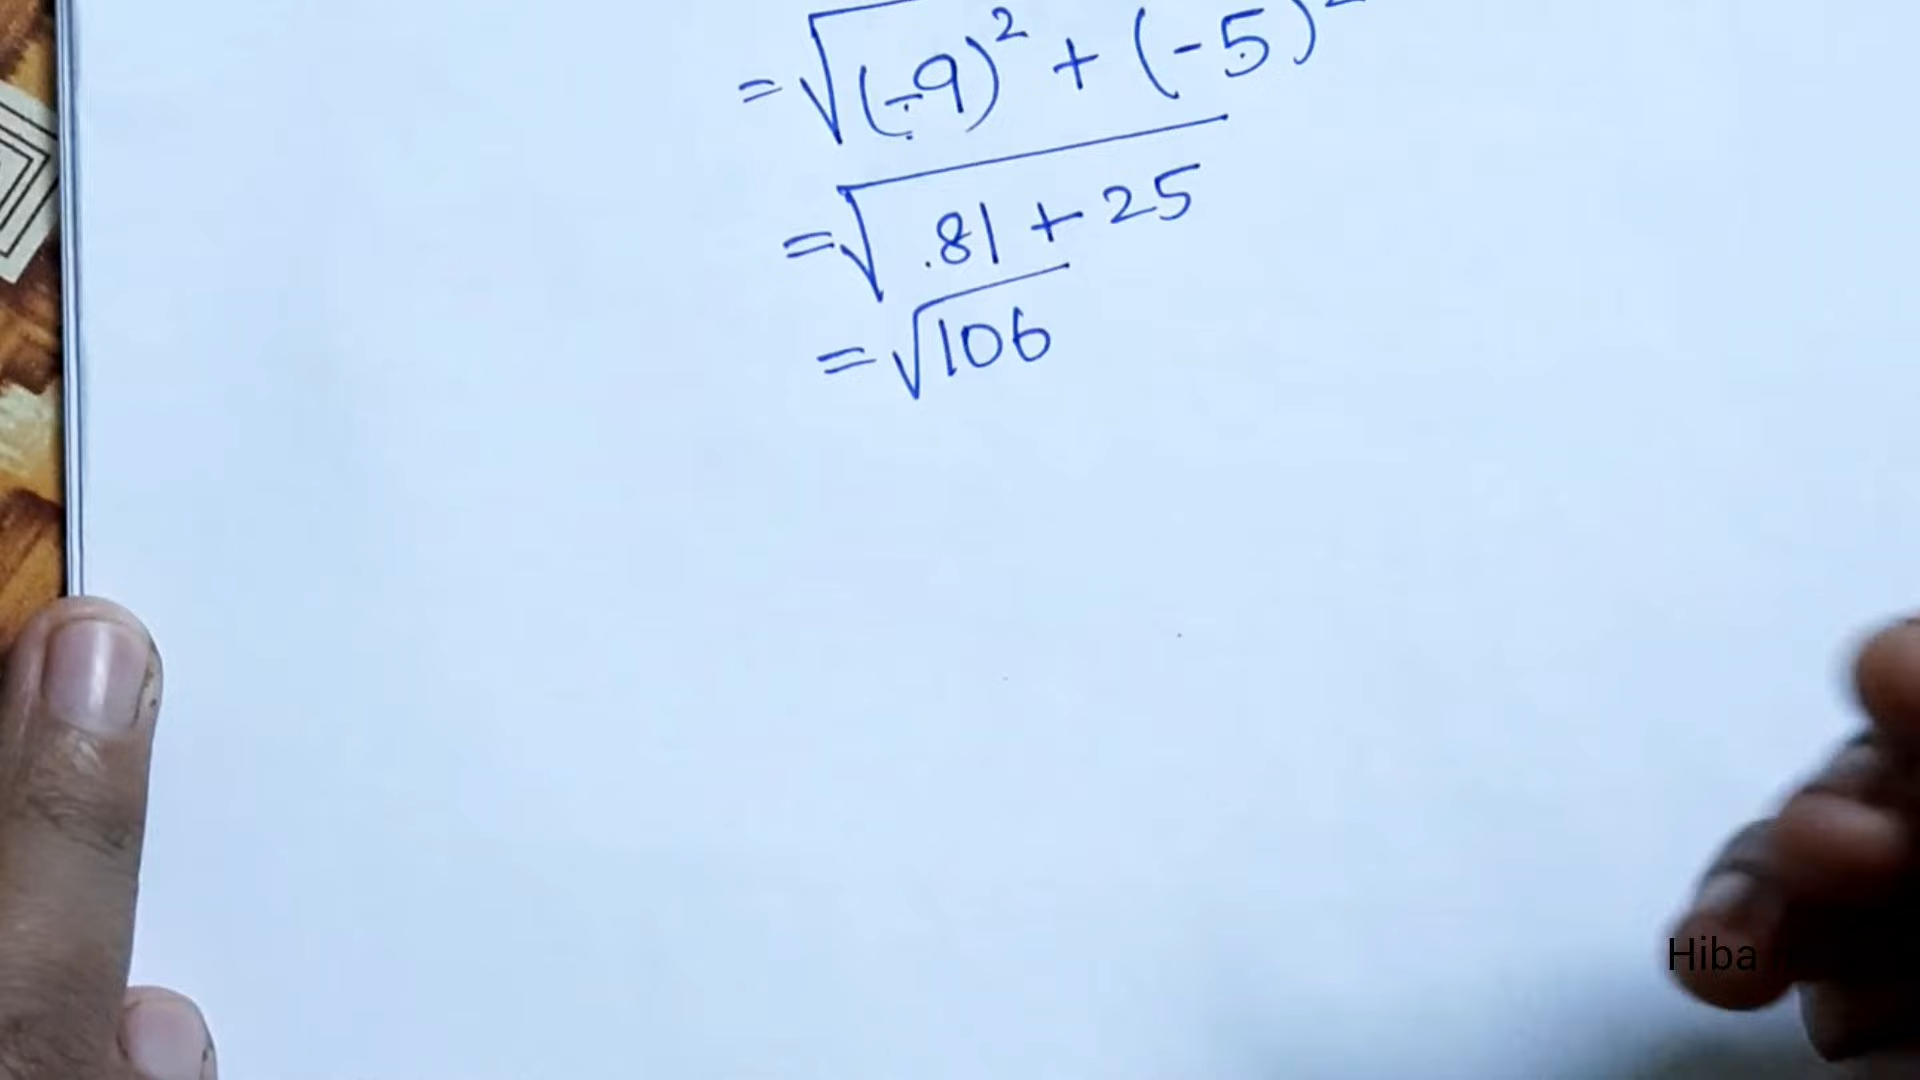 = √(-9)² + (-5)²
= √81 + 25
= √106
Hiba